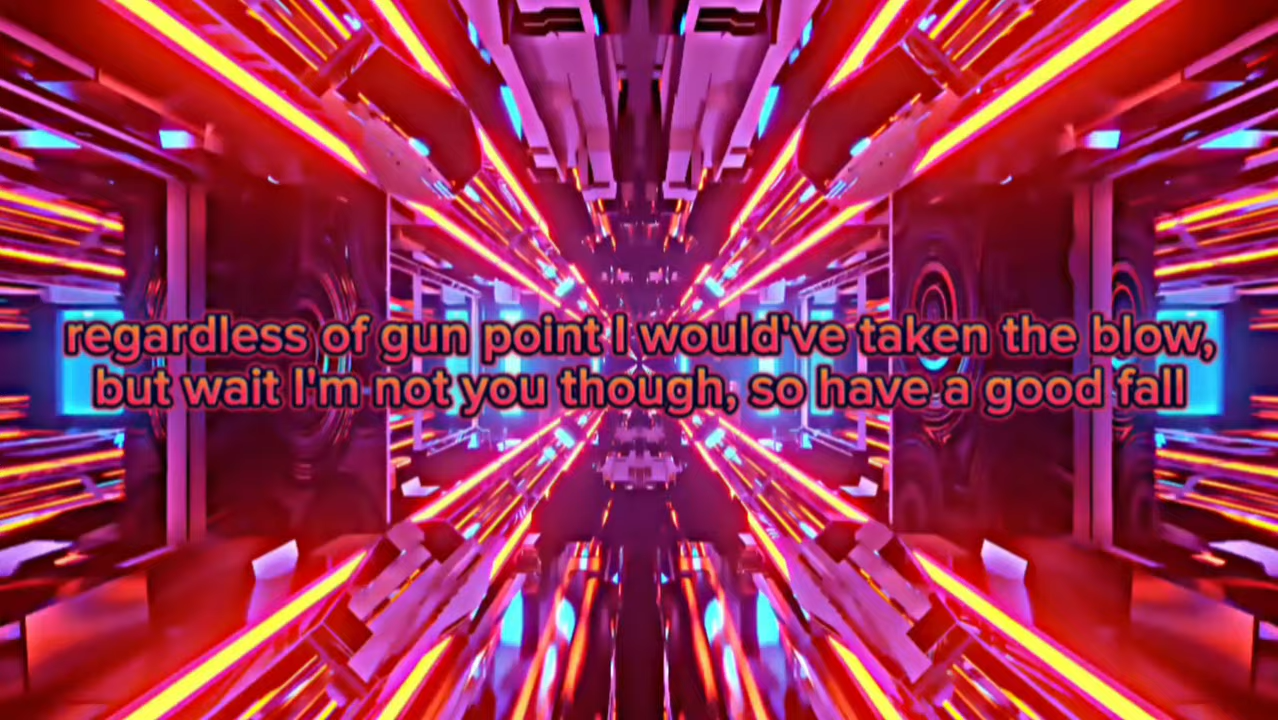 regardless of gun point I would've taken the blow,
but wait I'm not you though, so have a good fall